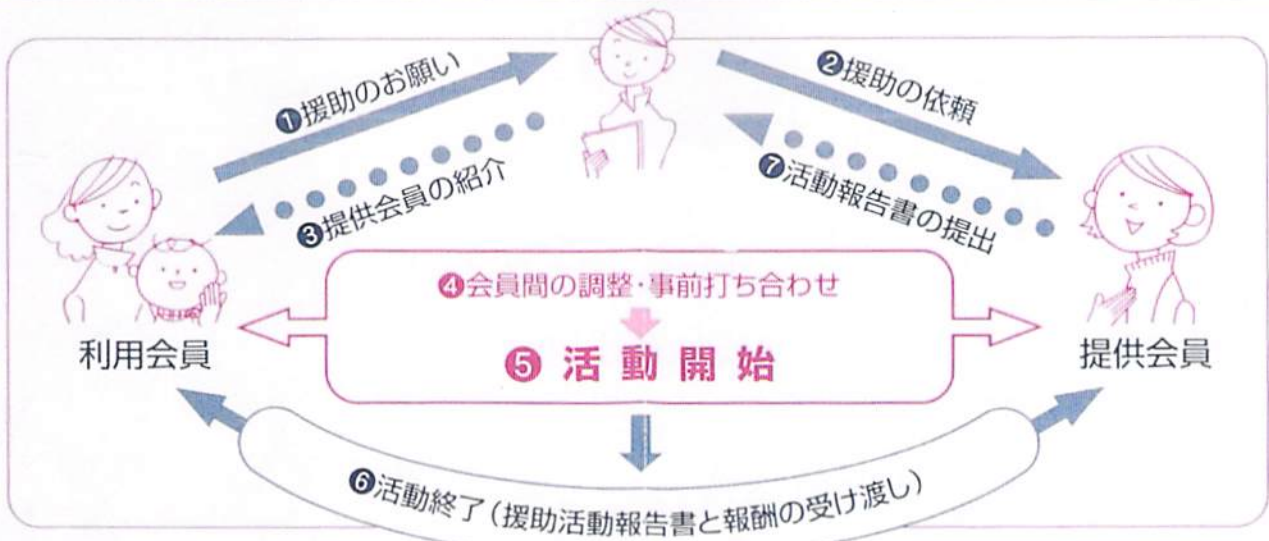 ❶援助のお願い
❷援助の依頼
❸提供会員の紹介
❼活動報告書の提出
❹会員間の調整・事前打ち合わせ
❺活動開始
利用会員
提供会員
❻活動終了(援助活動報告書と報酬の受け渡し)